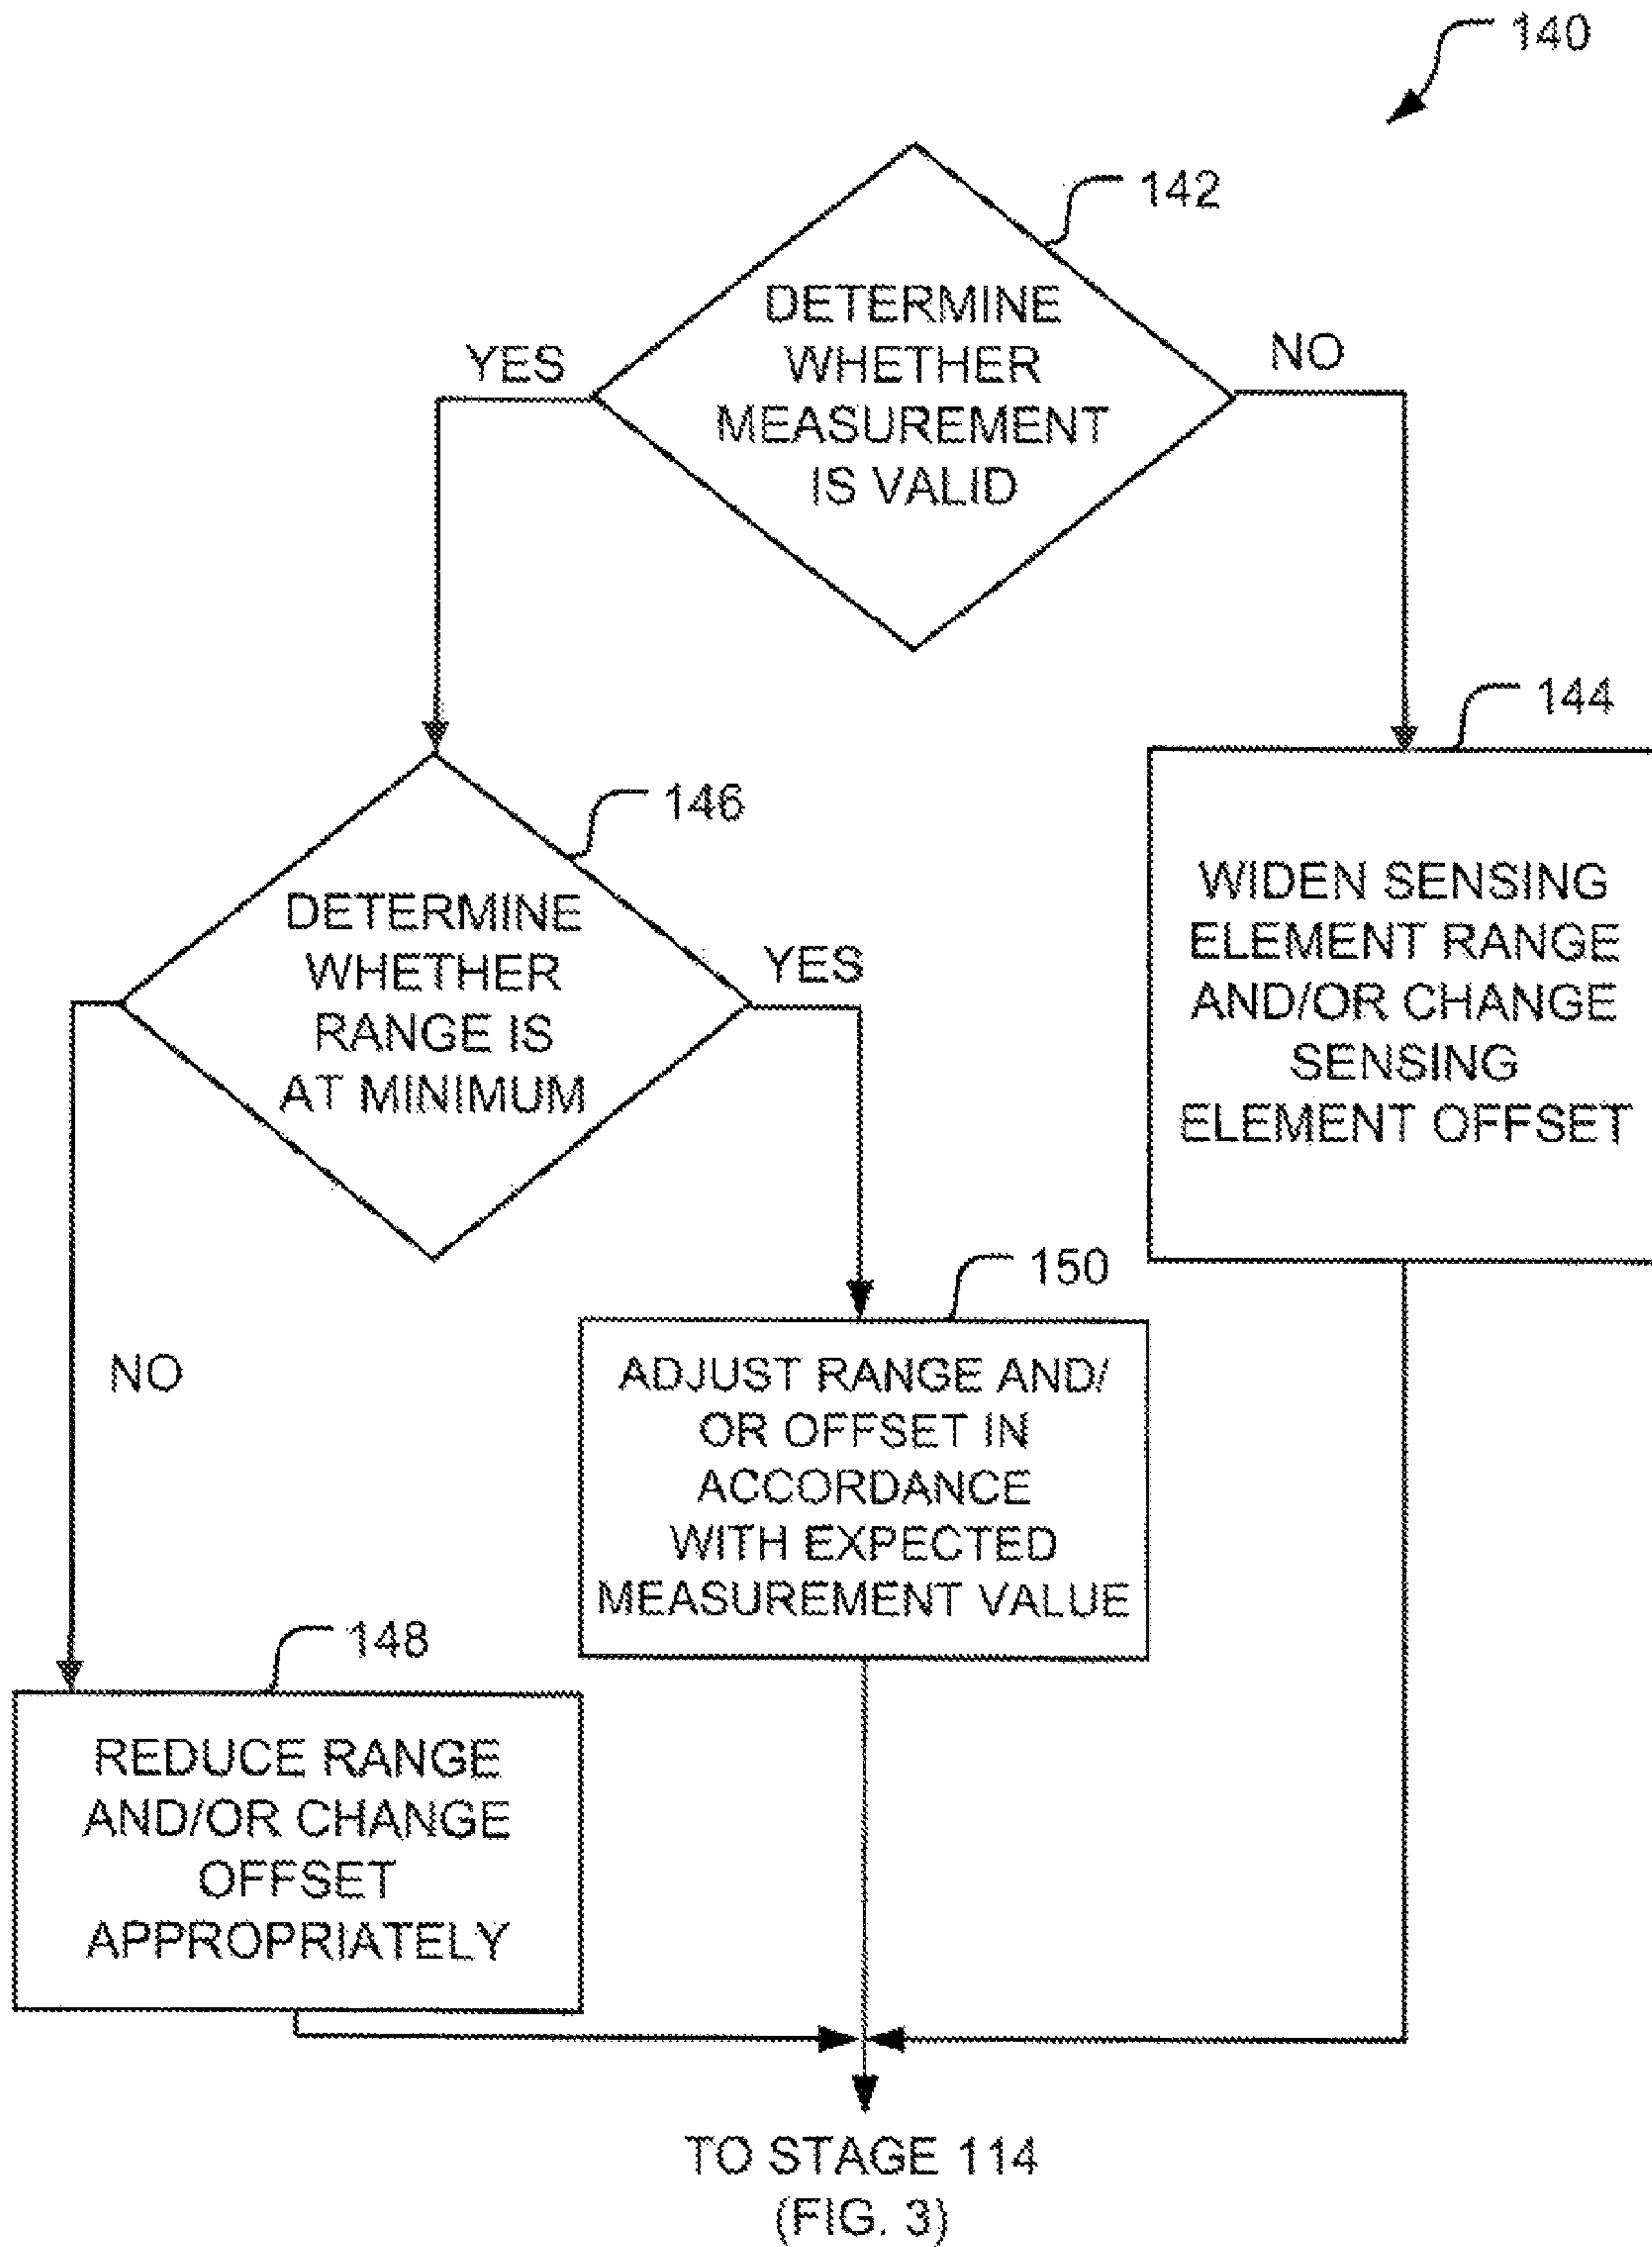 140
142
DETERMINE
WHETHER
MEASUREMENT
IS VALID
YES
NO
144
WIDEN SENSING
ELEMENT RANGE
AND/OR CHANGE
SENSING
ELEMENT OFFSET
146
DETERMINE
WHETHER
RANGE IS
AT MINIMUM
YES
NO
150
ADJUST RANGE AND/
OR OFFSET IN
ACCORDANCE
WITH EXPECTED
MEASUREMENT VALUE
148
REDUCE RANGE
AND/OR CHANGE
OFFSET
APPROPRIATELY
TO STAGE 114
(FIG. 3)